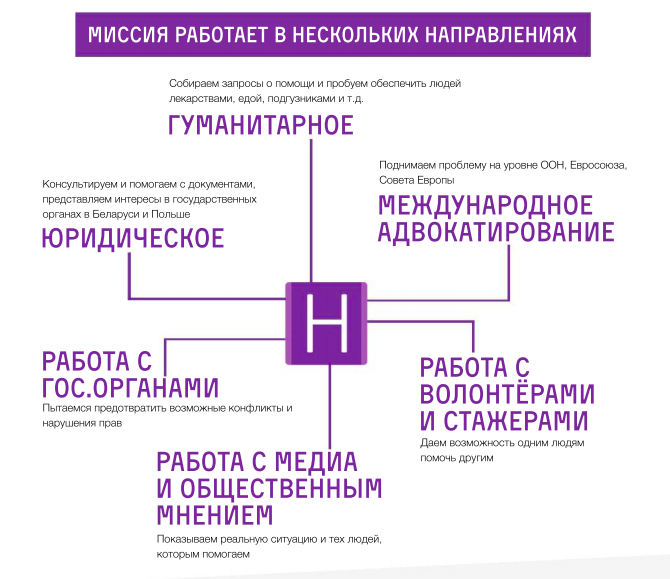 МИССИЯ РАБОТАЕТ В НЕСКОЛЬКИХ НАПРАВЛЕНИЯХ
Собираем запросы о помощи и пробуем обеспечить людей
лекарствами, едой, подгузниками и т.д.
ГУМАНИТАРНОЕ
Поднимаем проблему на уровне ООН, Евросоюза,
Совета Европы
МЕЖДУНАРОДНОЕ
АДВОКАТИРОВАНИЕ
Консультируем и помогаем с документами,
представляем интересы в государственных
органах в Беларуси и Польше
ЮРИДИЧЕСКОЕ
Н
РАБОТА С
ГОС.ОРГАНАМИ
Пытаемся предотвратить возможные конфликты и
нарушения прав
РАБОТА С
ВОЛОНТЁРАМИ
И СТАЖЕРАМИ
Даем возможность одним людям
помочь другим
РАБОТА С МЕДИА
И ОБЩЕСТВЕННЫМ
МНЕНИЕМ
Показываем реальную ситуацию и тех людей,
которым помогаем